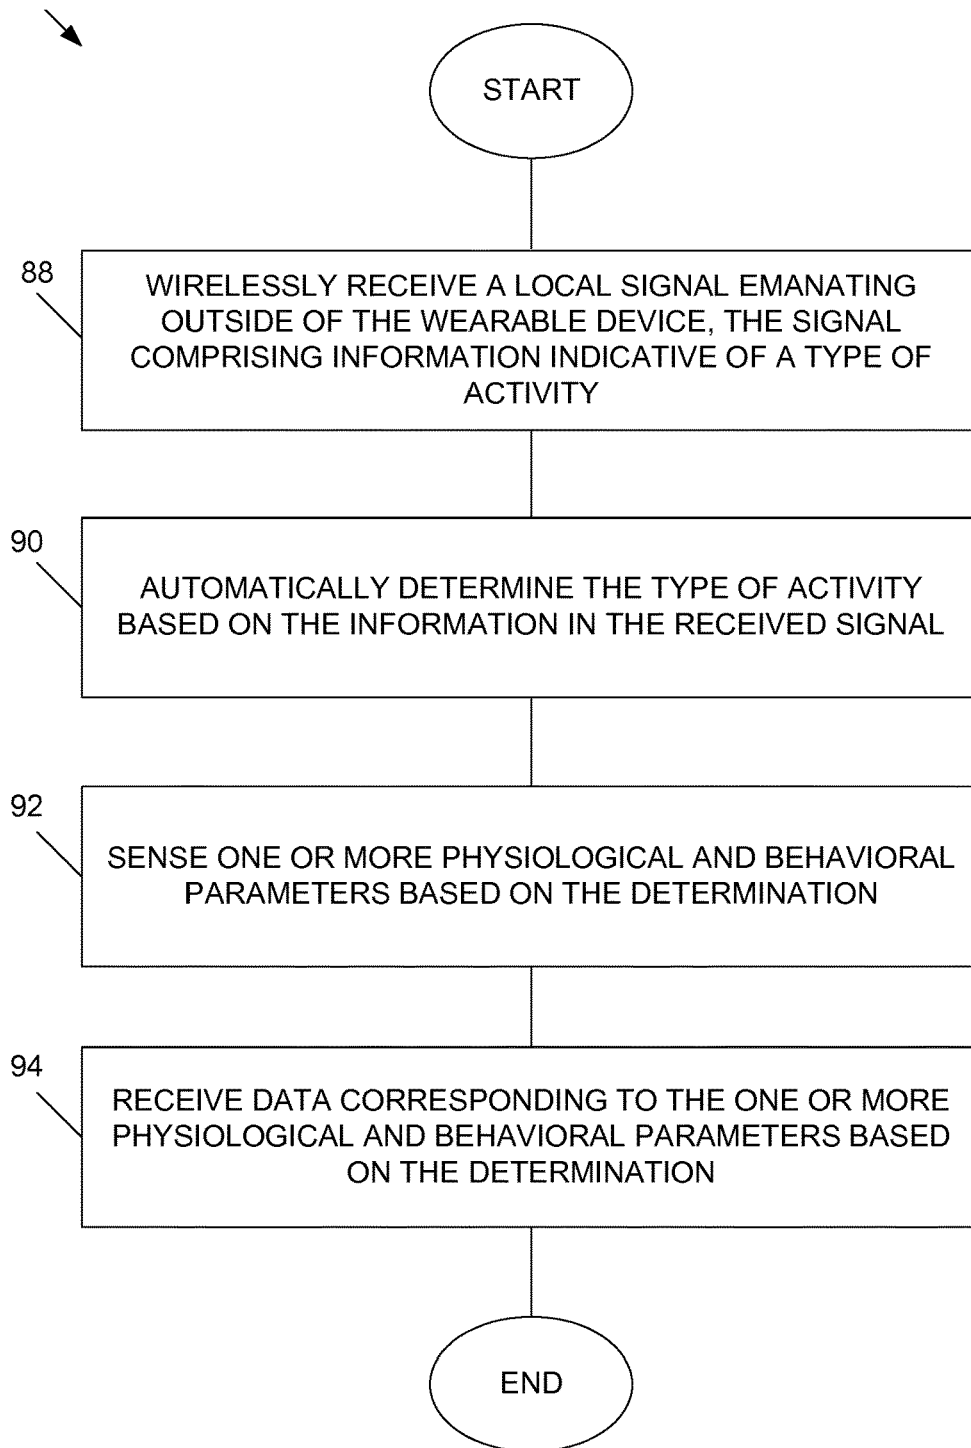 START
88
WIRELESSLY RECEIVE A LOCAL SIGNAL EMANATING
OUTSIDE OF THE WEARABLE DEVICE, THE SIGNAL
COMPRISING INFORMATION INDICATIVE OF A TYPE OF
ACTIVITY
90
AUTOMATICALLY DETERMINE THE TYPE OF ACTIVITY
BASED ON THE INFORMATION IN THE RECEIVED SIGNAL
92
SENSE ONE OR MORE PHYSIOLOGICAL AND BEHAVIORAL
PARAMETERS BASED ON THE DETERMINATION
94
RECEIVE DATA CORRESPONDING TO THE ONE OR MORE
PHYSIOLOGICAL AND BEHAVIORAL PARAMETERS BASED
ON THE DETERMINATION
END